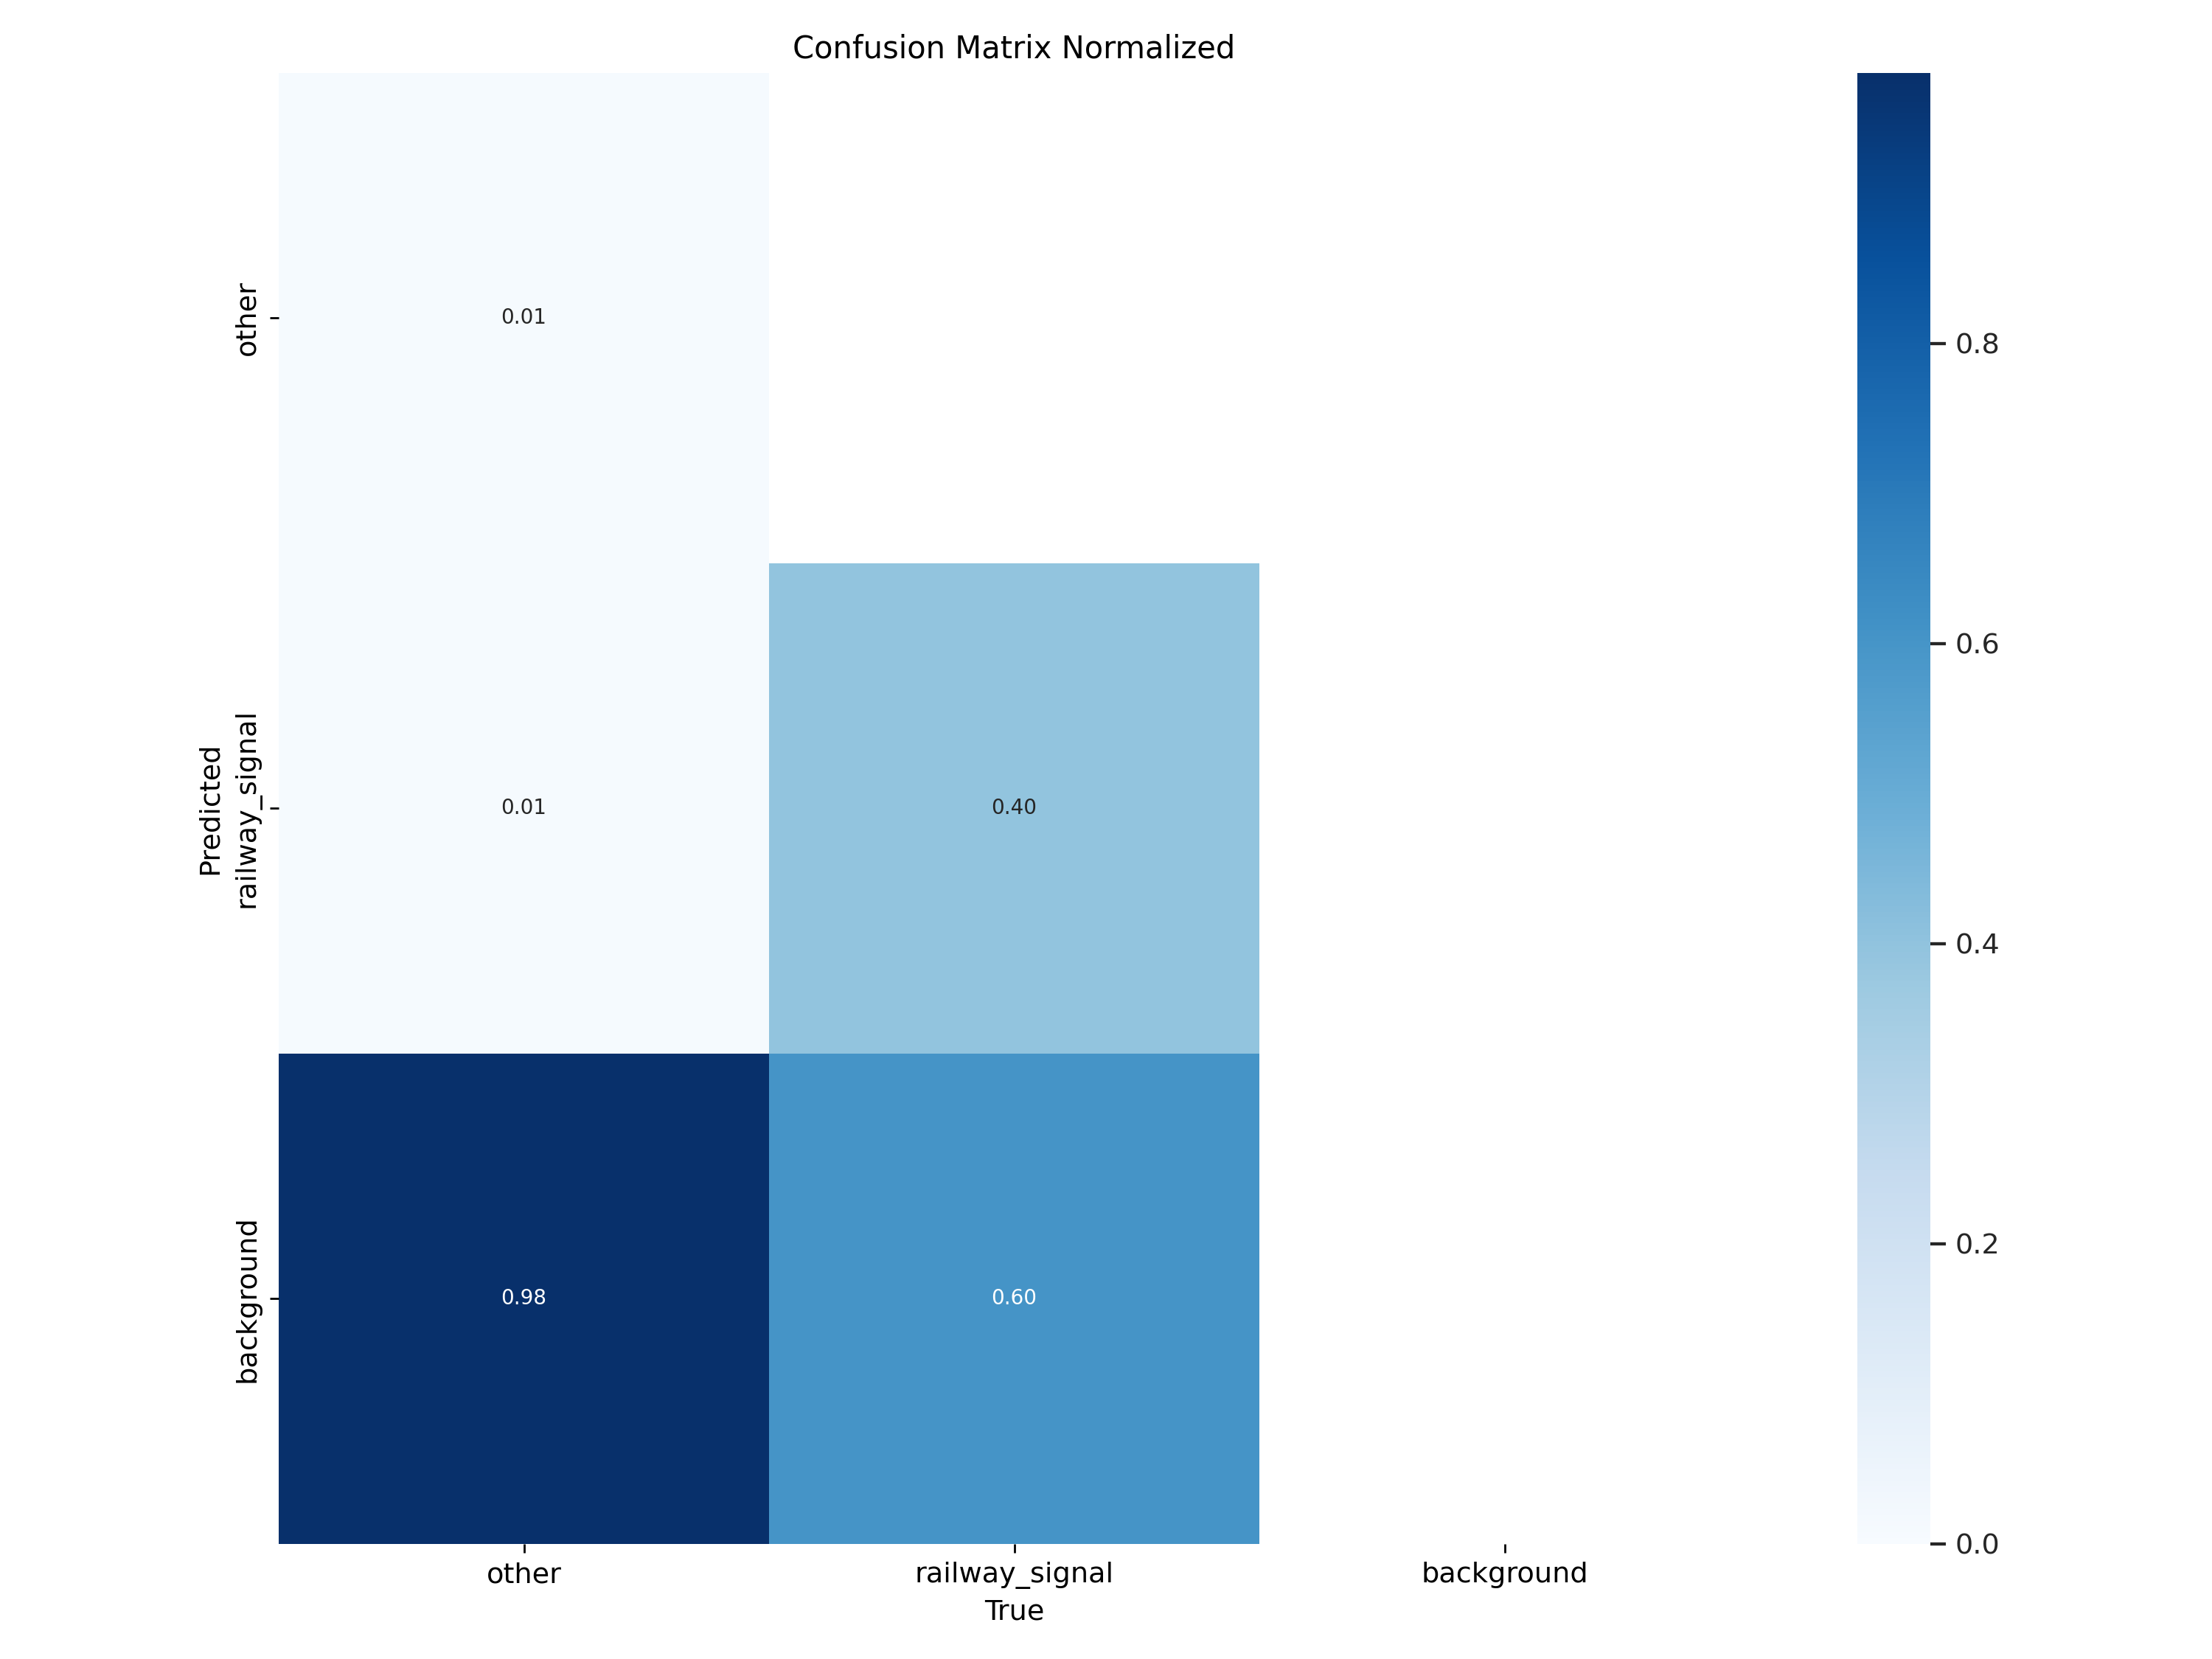 Confusion Matrix Normalized
other
0.01
Predicted
railway_signal
0.01
0.40
background
0.98
0.60
other
railway_signal
background
True
0.8
0.6
0.4
0.2
0.0